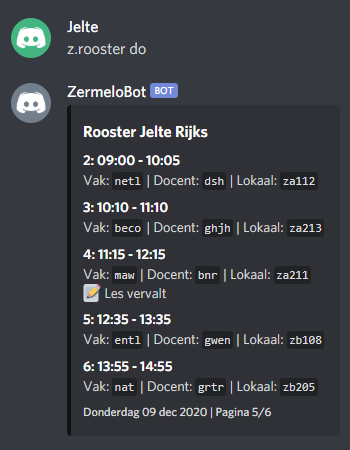 Jelte
z.rooster do
ZermeloBot BOT
Rooster Jelte Rijks
2: 09:00 - 10:05
Vak: netl | Docent: dsh | Lokaal: za112
3: 10:10 - 11:10
Vak: beco | Docent: ghjh | Lokaal: za213
4: 11:15 - 12:15
Vak: maw | Docent: bnr | Lokaal: za211
📝 Les vervalt
5: 12:35 - 13:35
Vak: entl | Docent: gwen | Lokaal: zb108
6: 13:55 - 14:55
Vak: nat | Docent: grtr | Lokaal: zb205
Donderdag 09 dec 2020 | Pagina 5/6